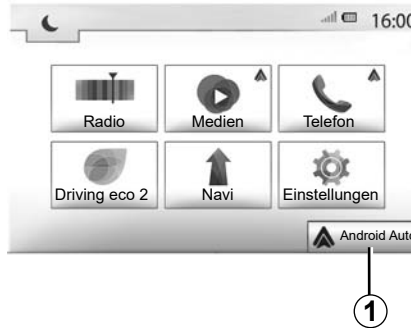 16:00
Radio Medien Telefon
Driving eco 2 Navi Einstellungen
Android Auto
1